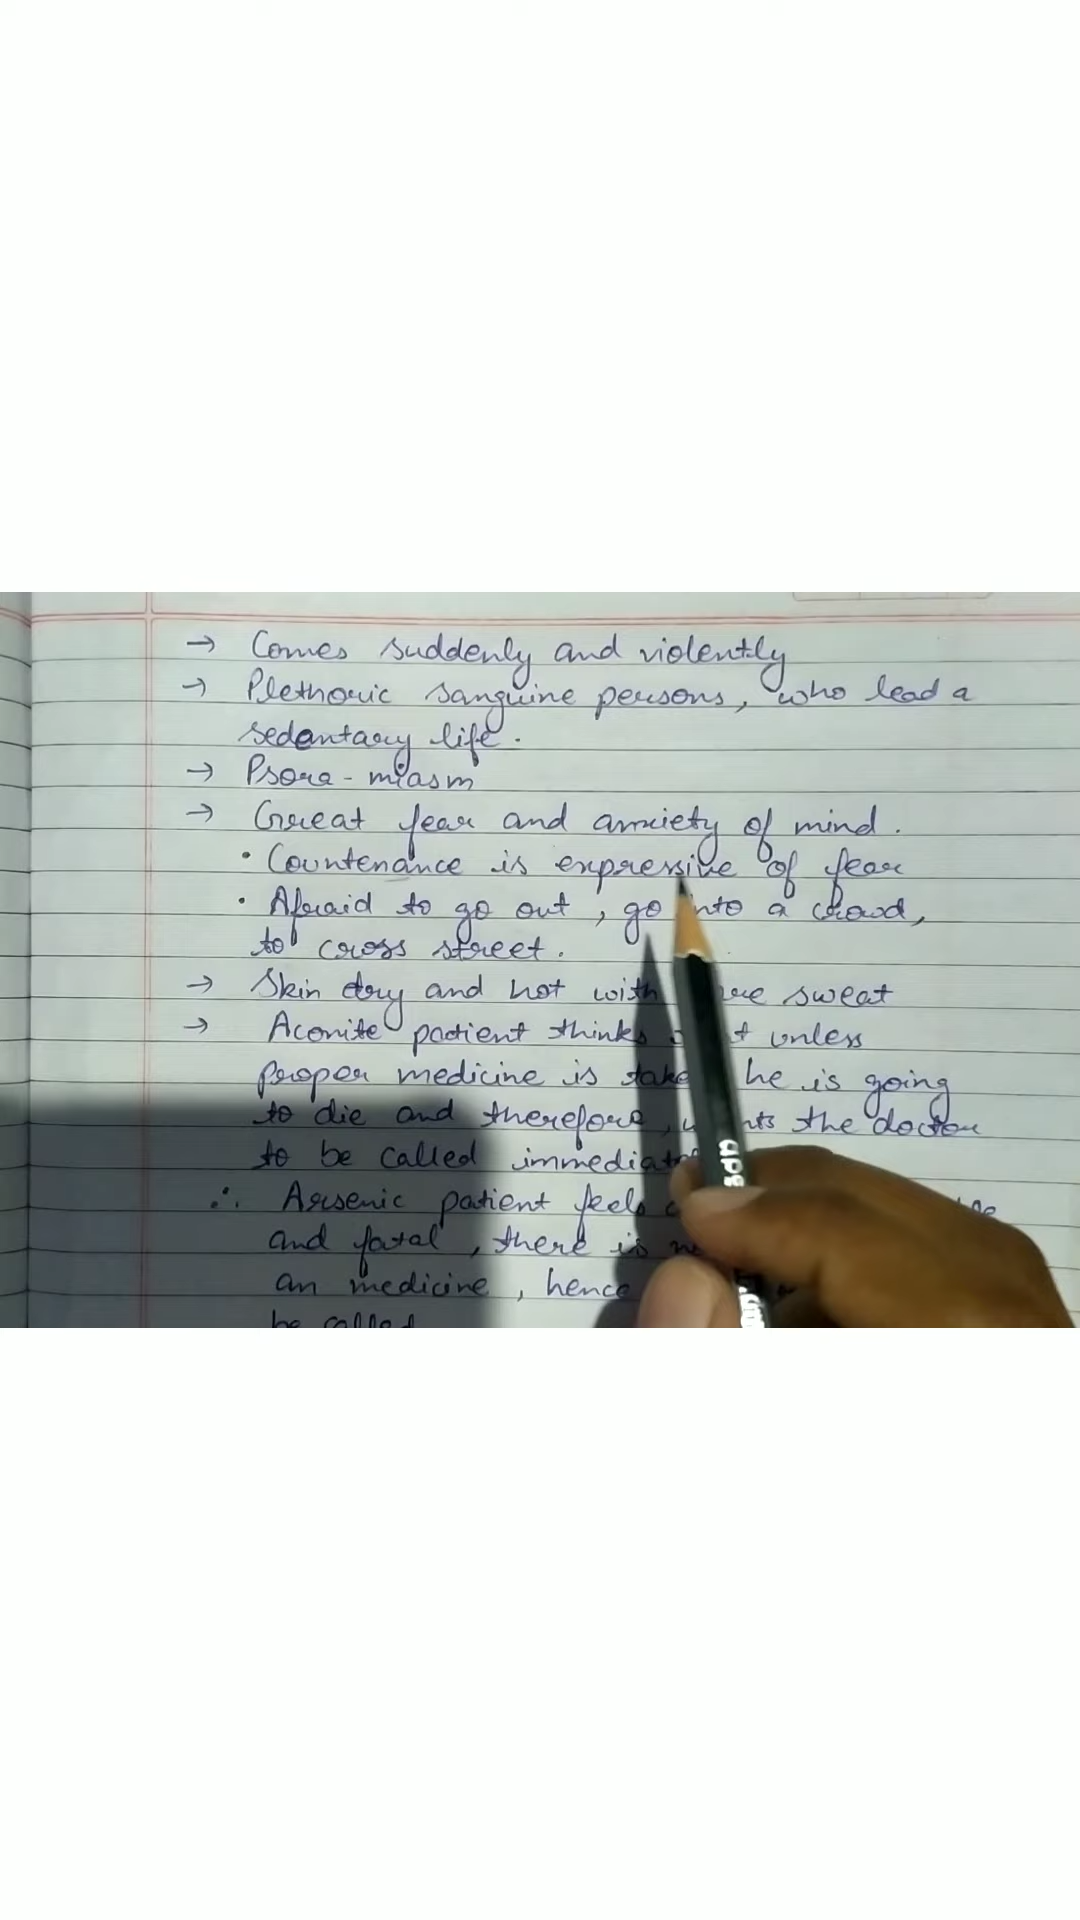 → Comes suddenly and violently
→ Plethoric sanguine persons, who lead a
sedentary life.
→ Psora - miasm
→ Great fear and anxiety of mind.
• Countenance is expressive of fear
• Afraid to go out, go into a crowd,
to cross street.
→ Skin dry and hot with sweat
→ Aconite patient thinks unless
proper medicine is he is going
to die and therefore, the doctor
to be called
∴ Arsenic patient feels
and fatal, there is
an medicine, hence
be called